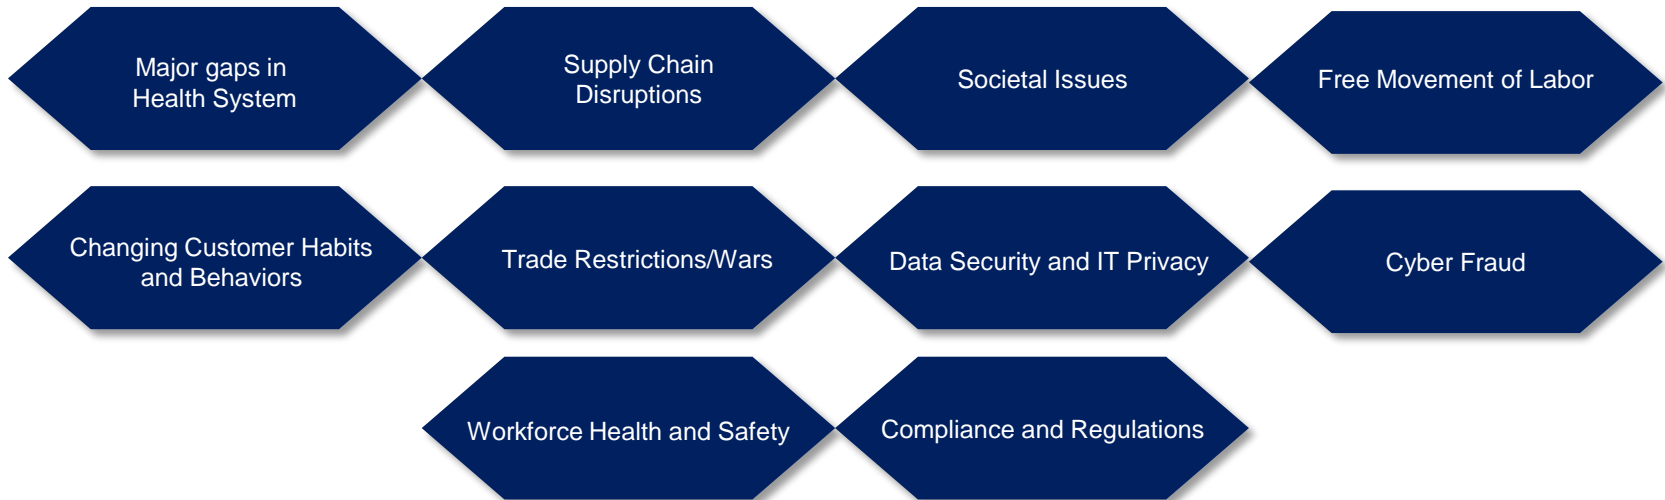 Major gaps in
Health System
Supply Chain
Disruptions
Societal Issues
Free Movement of Labor
Changing Customer Habits
and Behaviors
Trade Restrictions/Wars
Data Security and IT Privacy
Cyber Fraud
Workforce Health and Safety
Compliance and Regulations